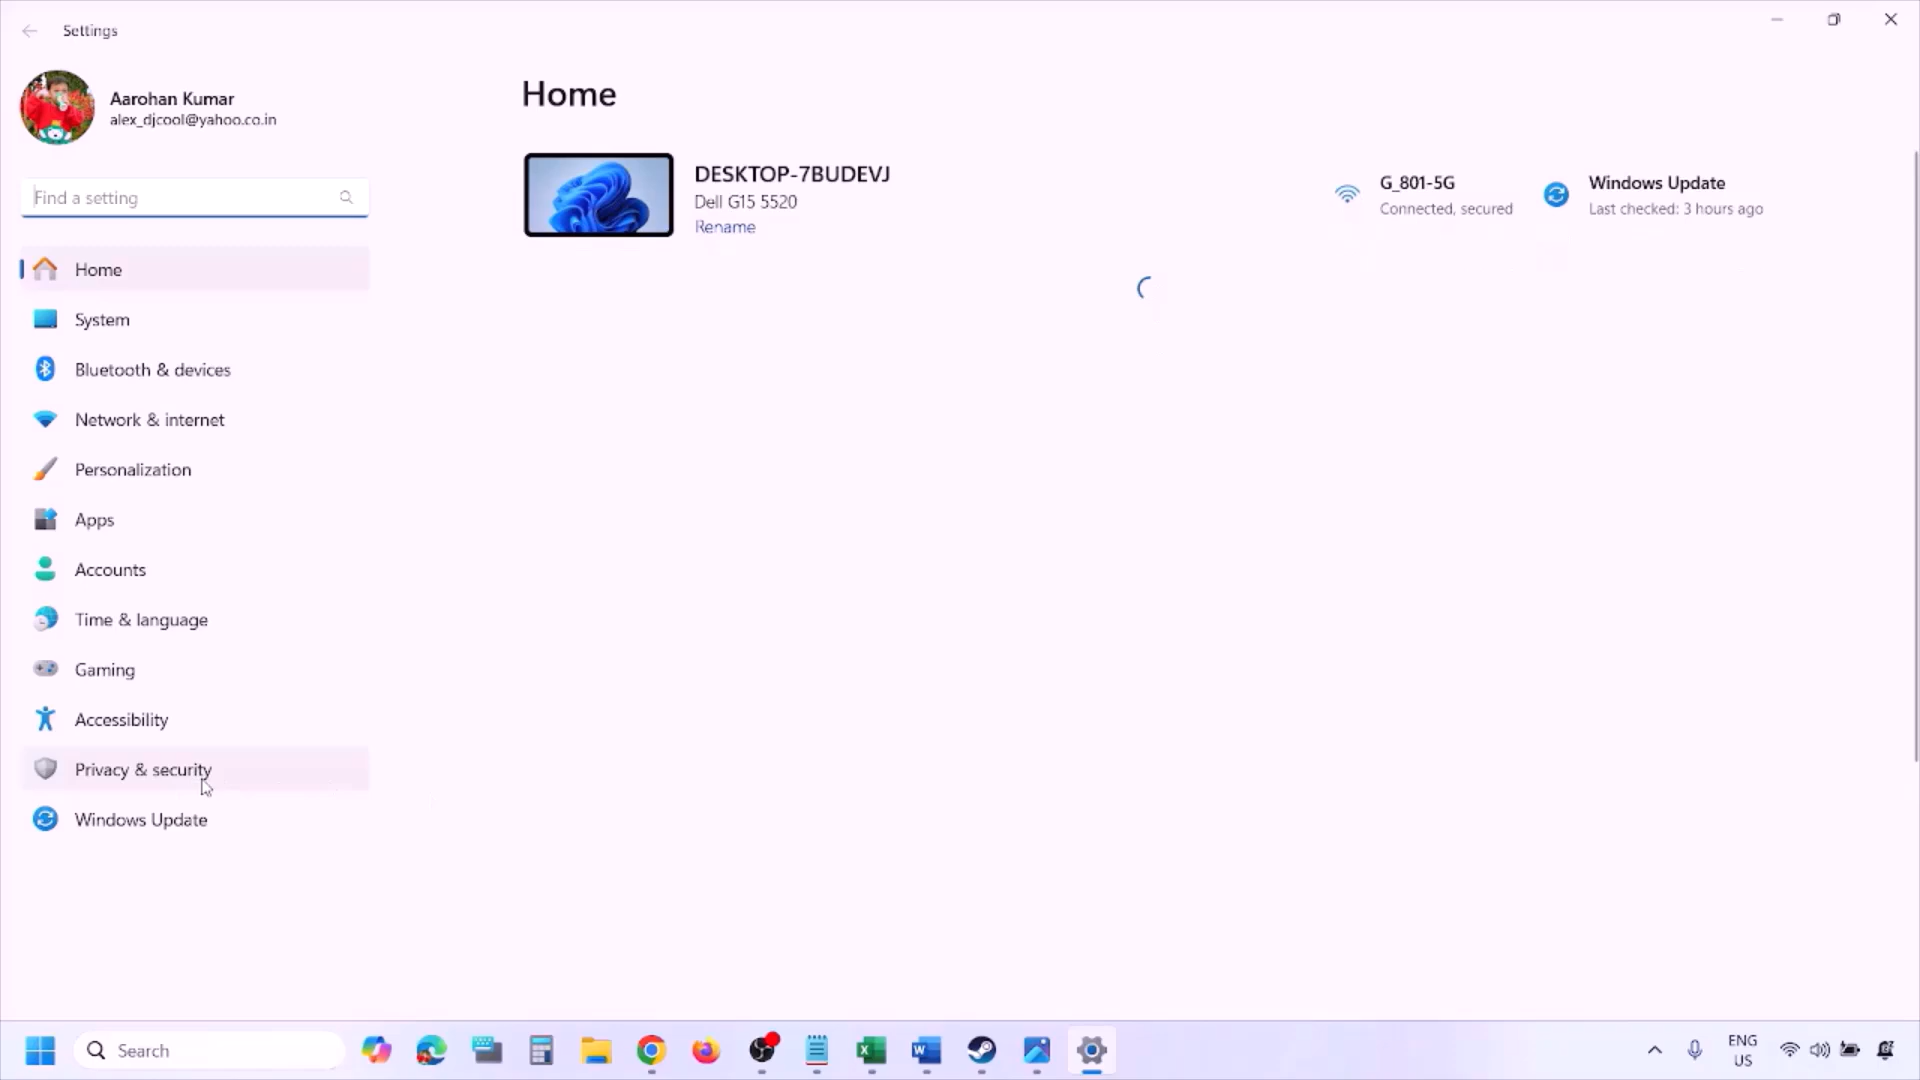 Settings
Aarohan Kumar
alex_djcool@yahoo.co.in
Find a setting
Home
System
Bluetooth & devices
Network & internet
Personalization
Apps
Accounts
Time & language
Gaming
Accessibility
Privacy & security
Windows Update
Home
DESKTOP-7BUDEVJ
Dell G15 5520
Rename
G_801-5G
Connected, secured
Windows Update
Last checked: 3 hours ago
Search
ENG
US